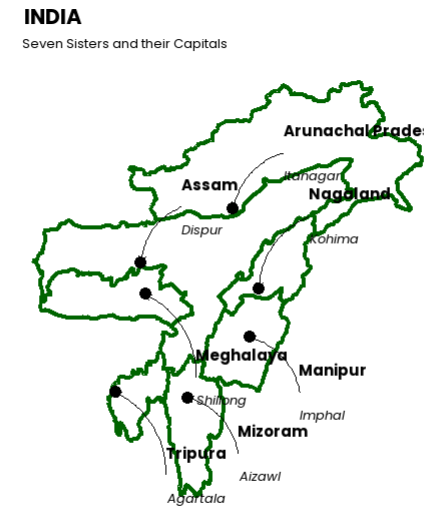 INDIA
Seven Sisters and their Capitals
Arunachal Prades
Itanagar
Assam
Nagaland
Dispur
Kohima
Meghalaya
Manipur
Shillong
Imphal
Mizoram
Tripura
Aizawl
Agartala